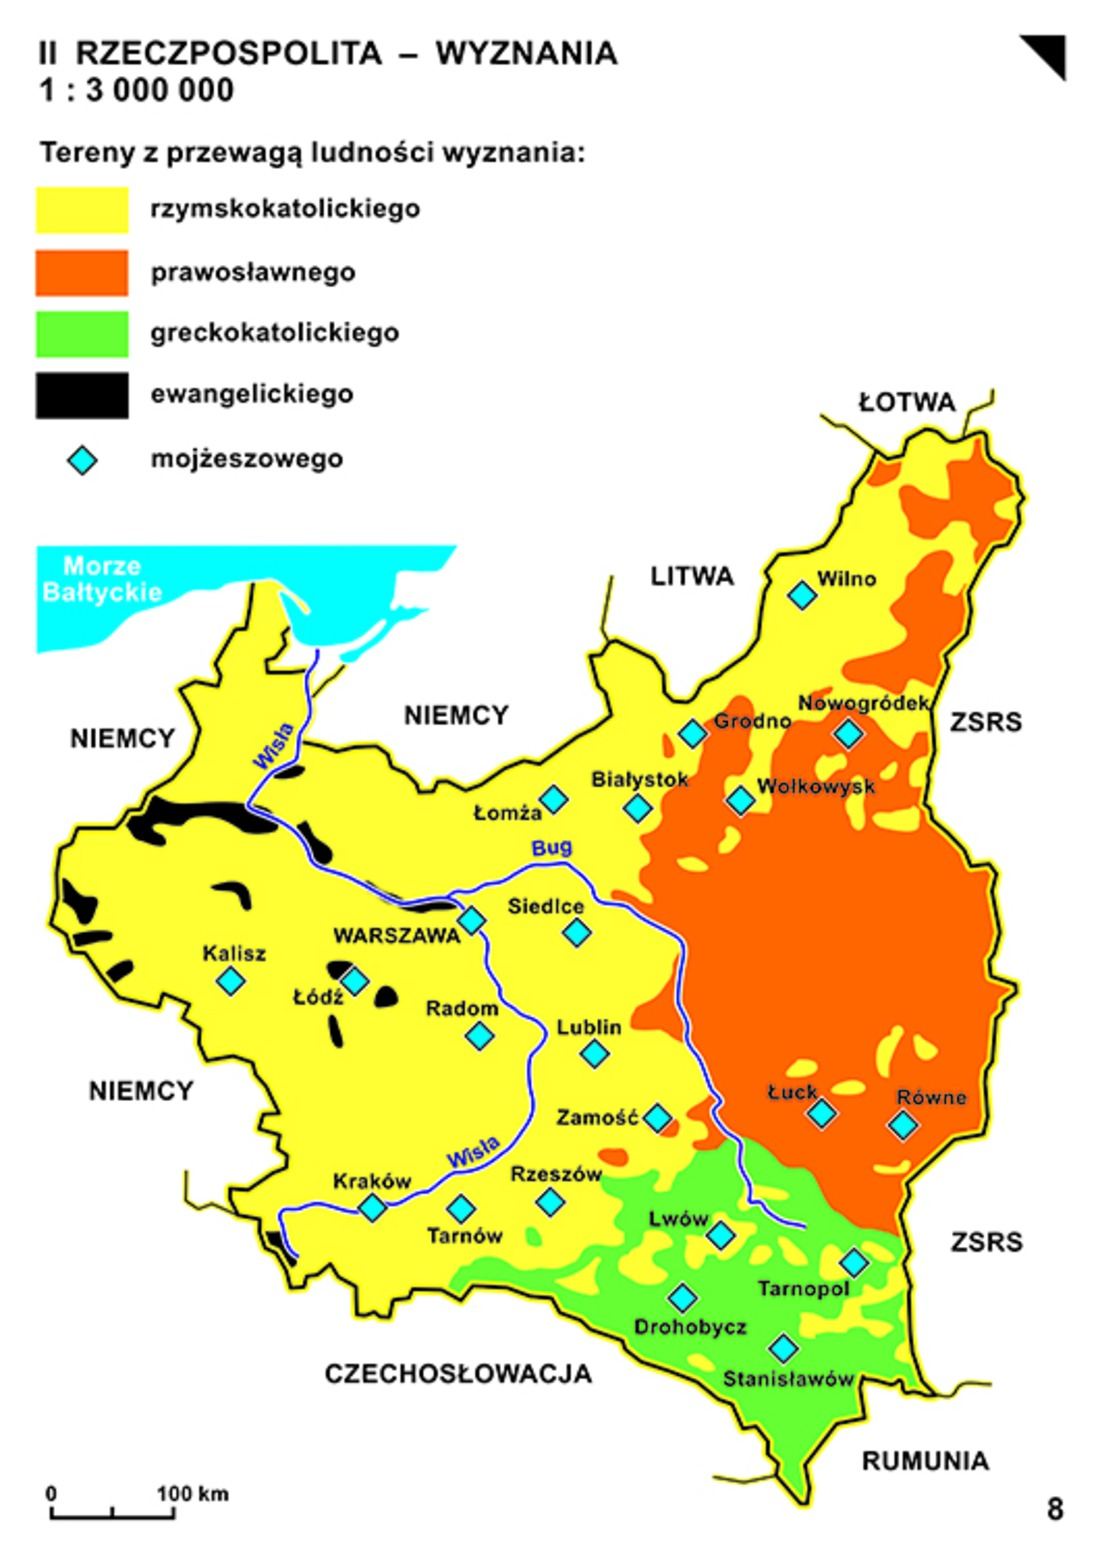 II RZECZPOSPOLITA – WYZNANIA
1 : 3 000 000
Tereny z przewagą ludności wyznania:
rzymskokatolickiego
prawosławnego
greckokatolickiego
ewangelickiego
mojżeszowego
ŁOTWA
Morze
Bałtyckie
LITWA
Wilno
NIEMCY
NIEMCY
Wisła
Grodno
Nowogródek
ZSRS
Białystok
Wołkowysk
Łomża
Bug
Siedlce
WARSZAWA
Kalisz
Łódź
Radom
Lublin
NIEMCY
Łuck
Równe
Zamość
Wisła
Kraków
Rzeszów
Tarnów
Lwów
ZSRS
Tarnopol
Drohobycz
Stanisławów
CZECHOSŁOWACJA
RUMUNIA
0 100 km
8